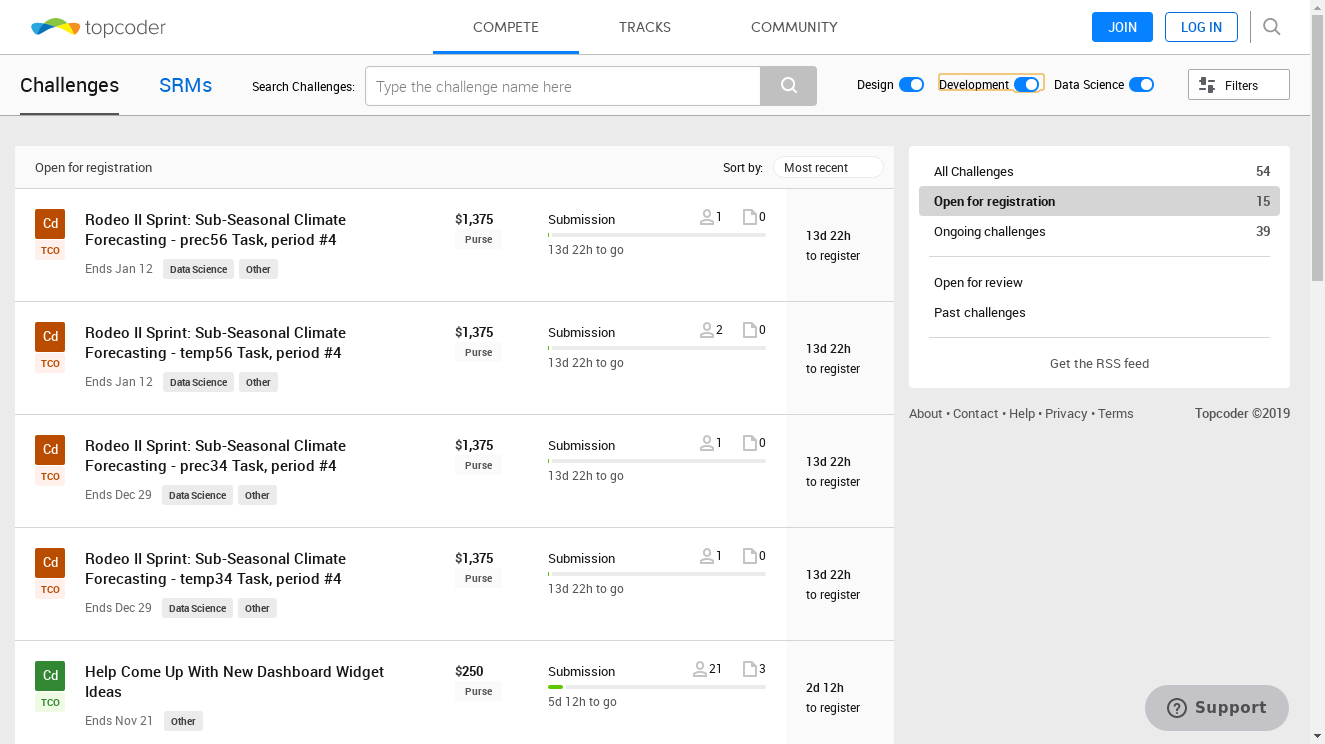 topcoder
COMPETE
TRACKS
COMMUNITY
JOIN
LOG IN
Challenges
SRMs
Search Challenges:
Type the challenge name here
Design
Development
Data Science
Filters
Open for registration
Sort by:
Most recent
Cd
TCO
Rodeo II Sprint: Sub-Seasonal Climate
Forecasting - prec56 Task, period #4
Ends Jan 12
Data Science
Other
$1,375
Purse
Submission
1
0
13d 22h to go
13d 22h
to register
Cd
TCO
Rodeo II Sprint: Sub-Seasonal Climate
Forecasting - temp56 Task, period #4
Ends Jan 12
Data Science
Other
$1,375
Purse
Submission
2
0
13d 22h to go
13d 22h
to register
Cd
TCO
Rodeo II Sprint: Sub-Seasonal Climate
Forecasting - prec34 Task, period #4
Ends Dec 29
Data Science
Other
$1,375
Purse
Submission
1
0
13d 22h to go
13d 22h
to register
Cd
TCO
Rodeo II Sprint: Sub-Seasonal Climate
Forecasting - temp34 Task, period #4
Ends Dec 29
Data Science
Other
$1,375
Purse
Submission
1
0
13d 22h to go
13d 22h
to register
Cd
TCO
Help Come Up With New Dashboard Widget
Ideas
Ends Nov 21
Other
$250
Purse
Submission
21
3
5d 12h to go
2d 12h
to register
All Challenges 54
Open for registration 15
Ongoing challenges 39
Open for review
Past challenges
Get the RSS feed
About • Contact • Help • Privacy • Terms
Topcoder ©2019
Support